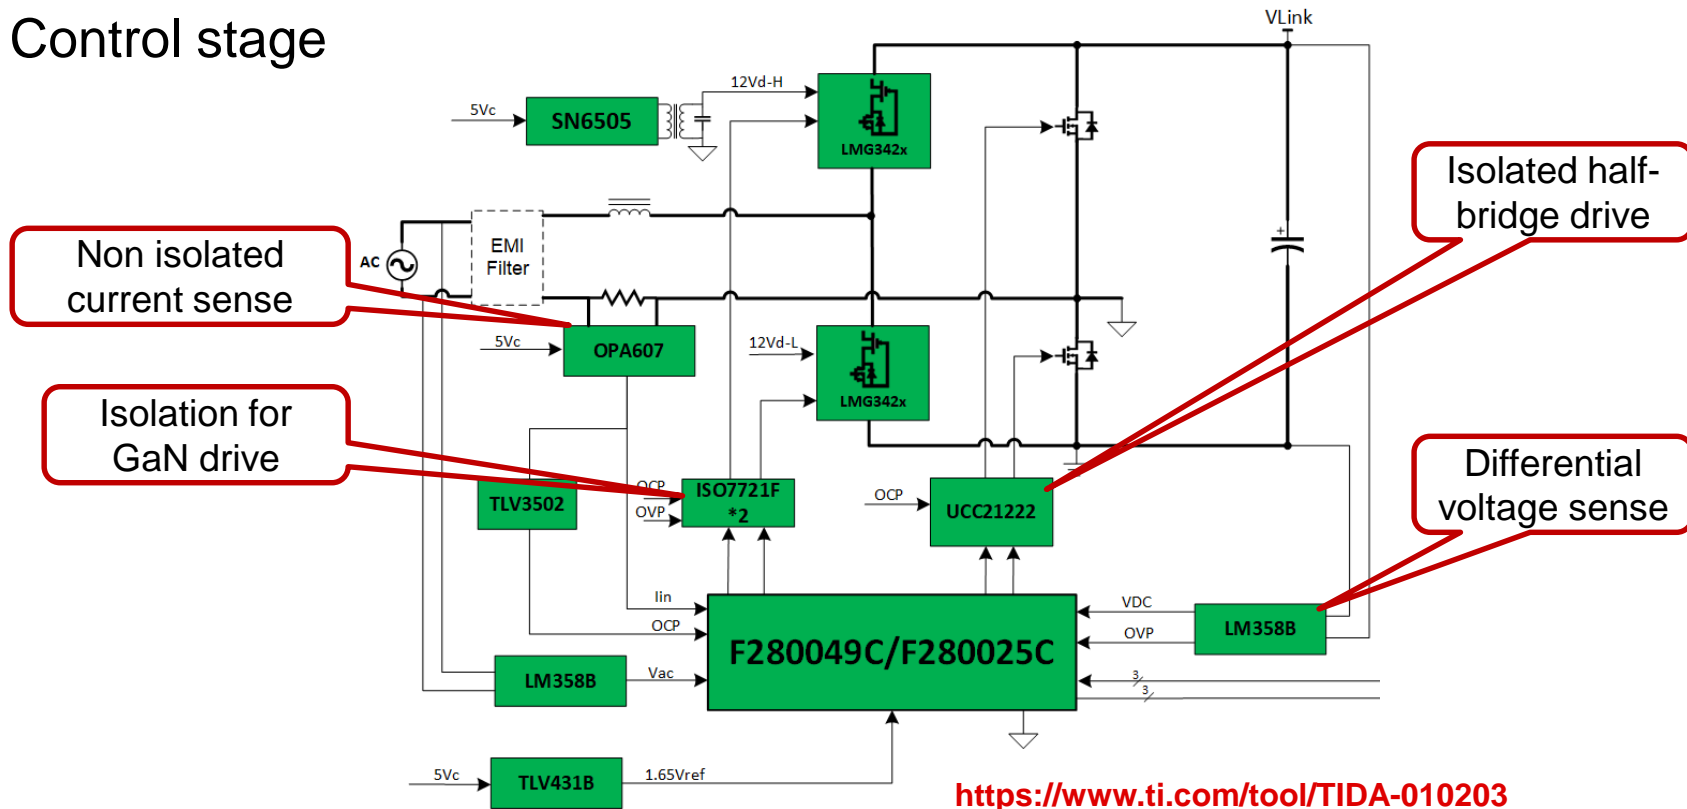 Control stage
VLink
5Vc
SN6505
12Vd-H
LMG342x
Isolated half-
bridge drive
Non isolated
current sense
AC
EMI
Filter
+
5Vc
OPA607
12Vd-L
LMG342x
Isolation for
GaN drive
Differential
voltage sense
TLV3502
OCP
OVP
ISO7721F
*2
OCP
UCC21222
Iin
OCP
F280049C/F280025C
VDC
OVP
LM358B
LM358B
Vac
3
3
5Vc
TLV431B
1.65Vref
https://www.ti.com/tool/TIDA-010203